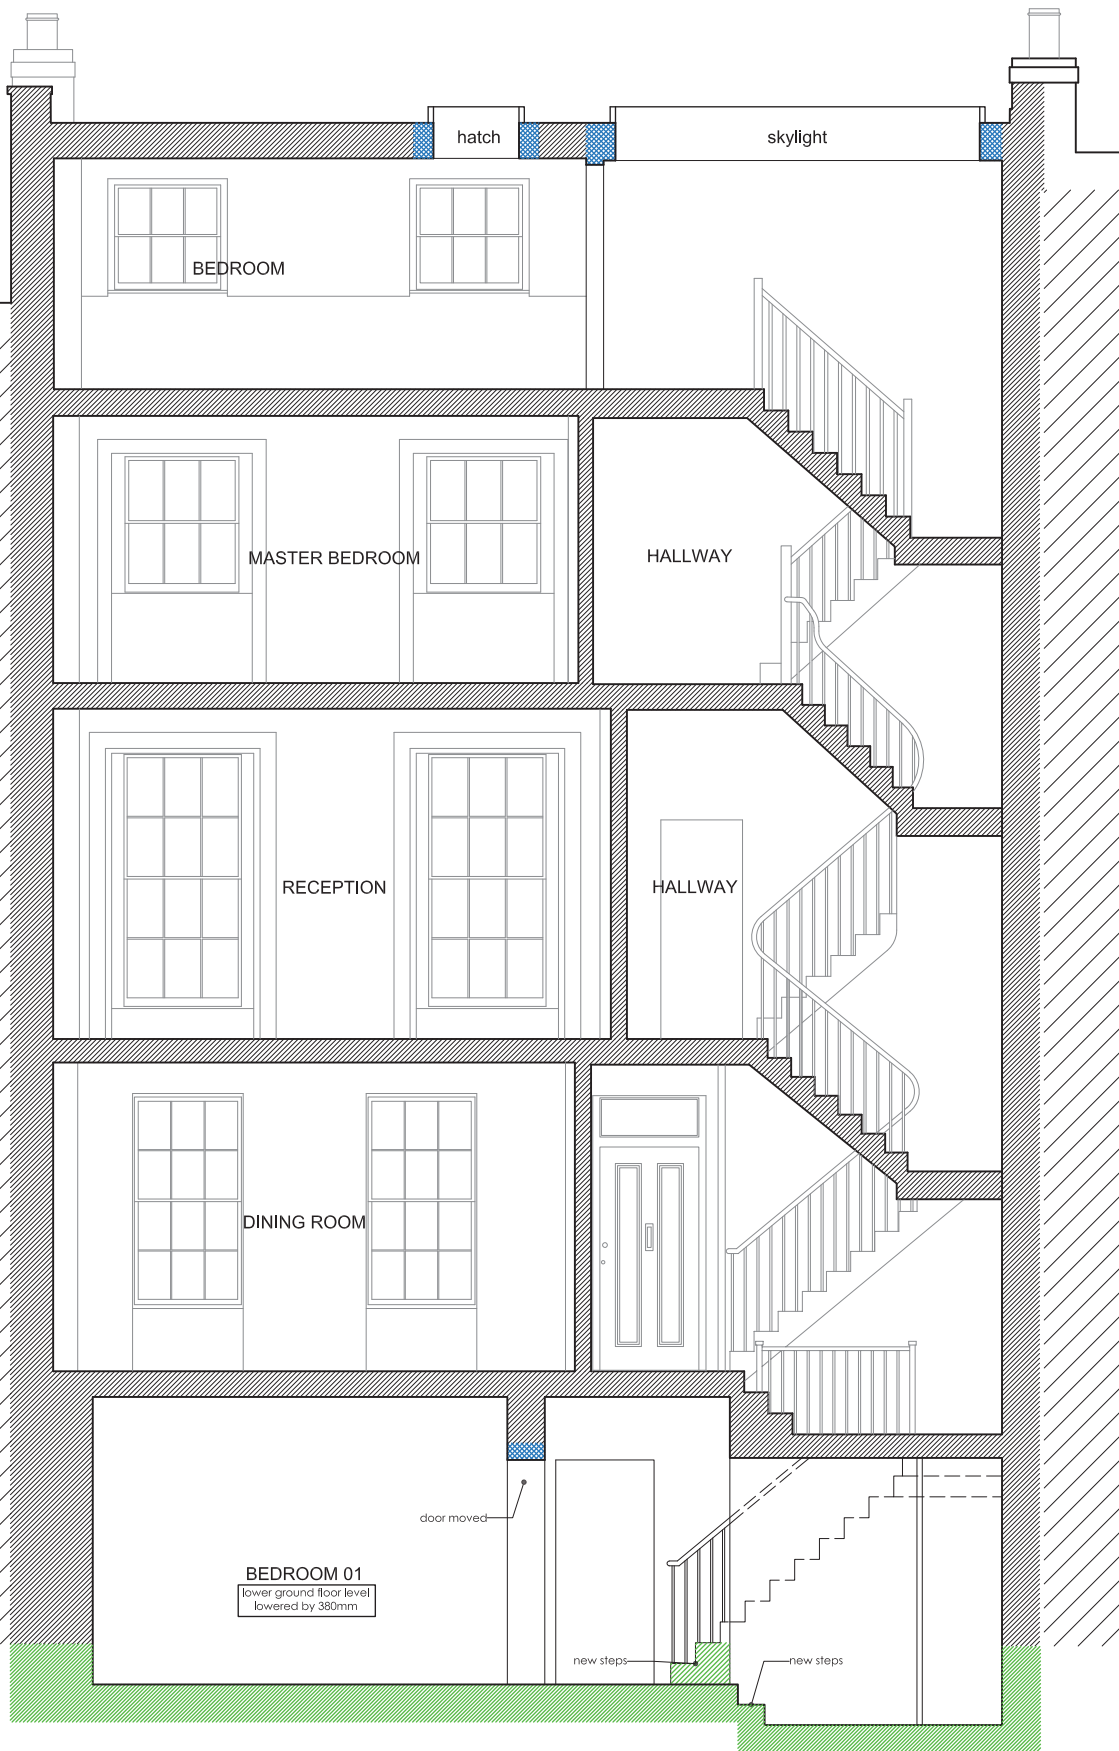 hatch
skylight
BEDROOM
MASTER BEDROOM
HALLWAY
RECEPTION
HALLWAY
DINING ROOM
door moved
BEDROOM 01
lower ground floor level
lowered by 380mm
new steps
new steps